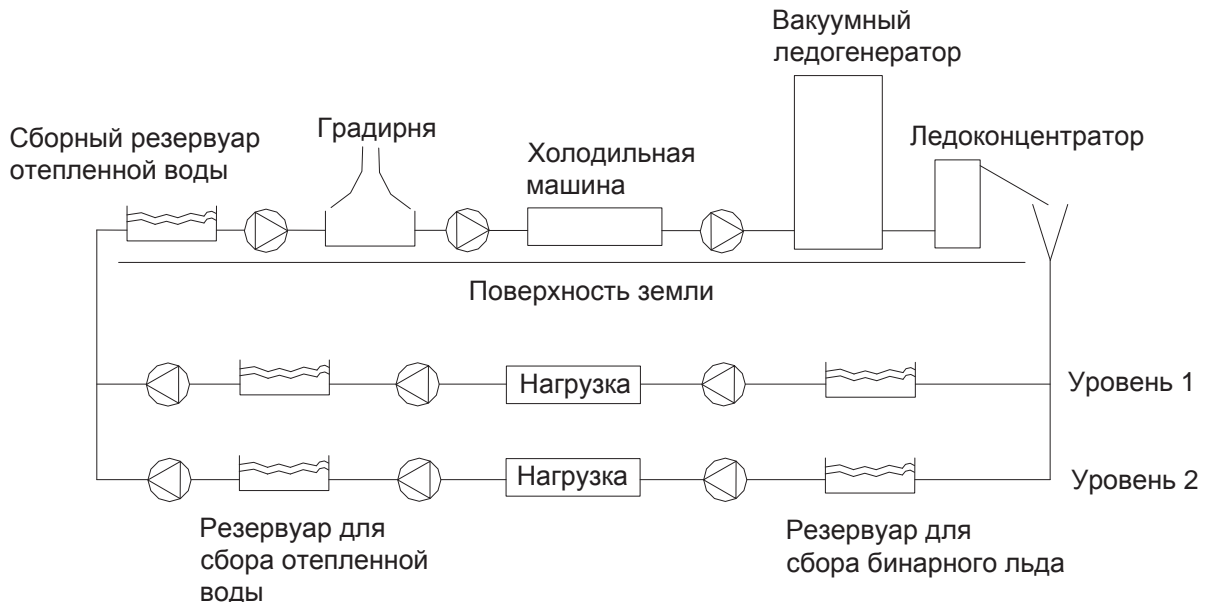 Вакуумный
ледогенератор
Сборный резервуар
отепленной воды
Градирня
Холодильная
машина
Ледоконцентратор
Поверхность земли
Нагрузка
Уровень 1
Нагрузка
Уровень 2
Резервуар для
сбора отепленной
воды
Резервуар для
сбора бинарного льда